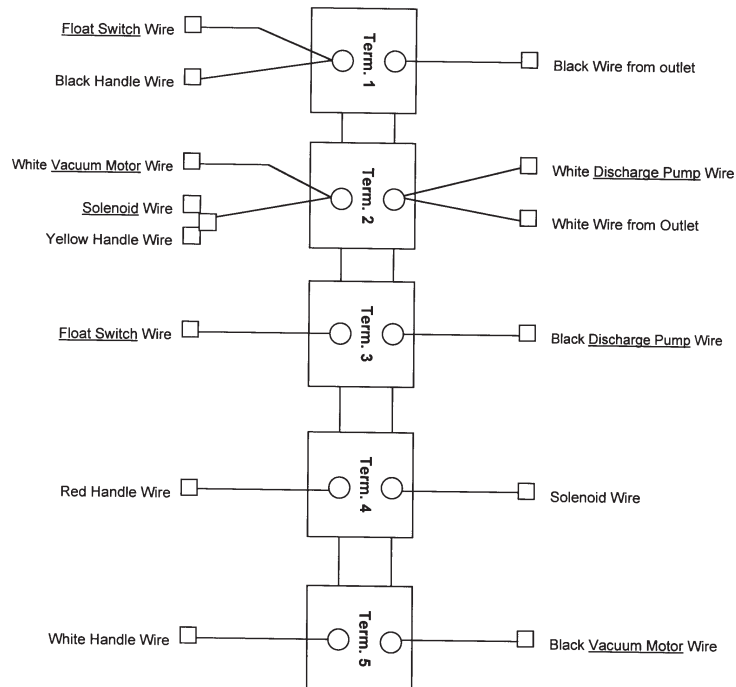 Float Switch Wire
Black Handle Wire
Term. 1
Black Wire from outlet
White Vacuum Motor Wire
Solenoid Wire
Yellow Handle Wire
Term. 2
White Discharge Pump Wire
White Wire from Outlet
Float Switch Wire
Term. 3
Black Discharge Pump Wire
Red Handle Wire
Term. 4
Solenoid Wire
White Handle Wire
Term. 5
Black Vacuum Motor Wire